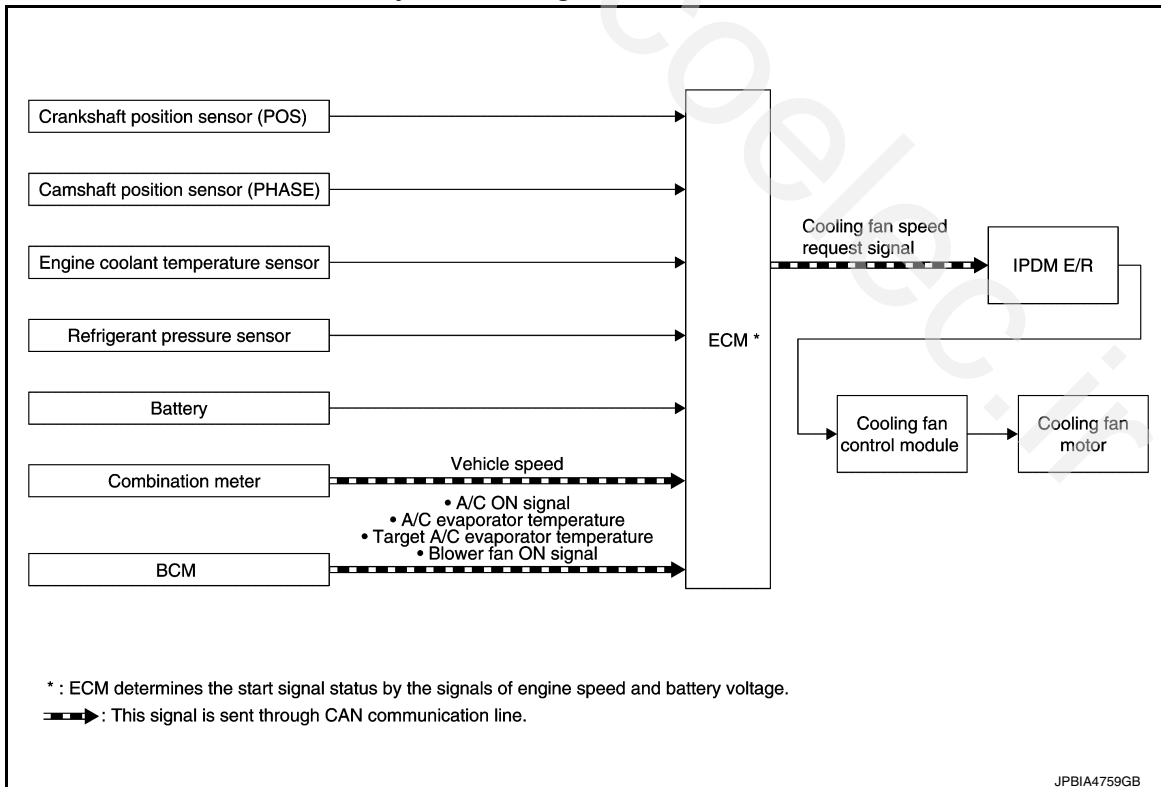 Crankshaft position sensor (POS)
Camshaft position sensor (PHASE)
Engine coolant temperature sensor
Refrigerant pressure sensor
Battery
Combination meter
BCM
Vehicle speed
• A/C ON signal
• A/C evaporator temperature
• Target A/C evaporator temperature
• Blower fan ON signal
ECM *
Cooling fan speed
request signal
IPDM E/R
Cooling fan
control module
Cooling fan
motor
* : ECM determines the start signal status by the signals of engine speed and battery voltage.
: This signal is sent through CAN communication line.
JPBIA4759GB
coelec.ir